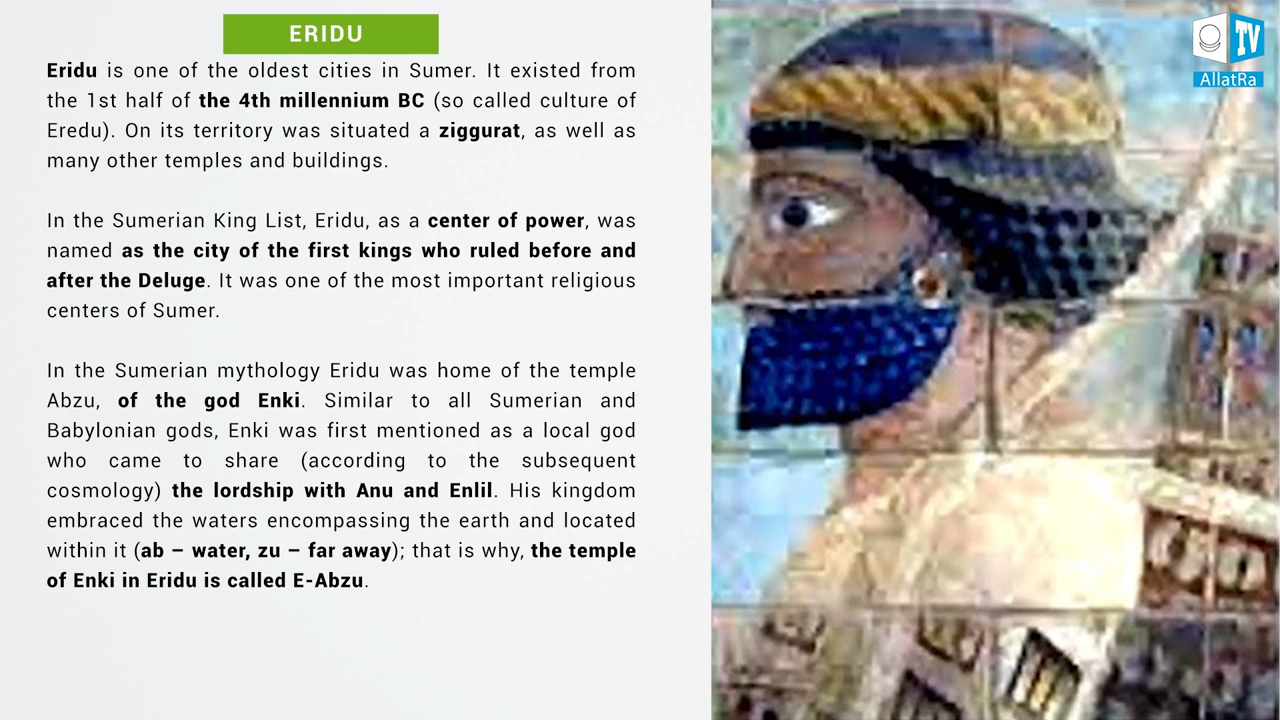 ERIDU
Eridu is one of the oldest cities in Sumer. It existed from
the 1st half of the 4th millennium BC (so called culture of
Eredu). On its territory was situated a ziggurat, as well as
many other temples and buildings.
In the Sumerian King List, Eridu, as a center of power, was
named as the city of the first kings who ruled before and
after the Deluge. It was one of the most important religious
centers of Sumer.
In the Sumerian mythology Eridu was home of the temple
Abzu, of the god Enki. Similar to all Sumerian and
Babylonian gods, Enki was first mentioned as a local god
who came to share (according to the subsequent
cosmology) the lordship with Anu and Enlil. His kingdom
embraced the waters encompassing the earth and located
within it (ab – water, zu – far away); that is why, the temple
of Enki in Eridu is called E-Abzu.
TV
AllatRa